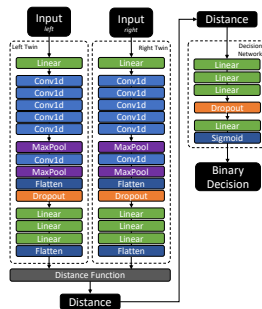 Input
left
Left Twin
Linear
Conv1d
Conv1d
Conv1d
Conv1d
Conv1d
MaxPool
Conv1d
MaxPool
Flatten
Dropout
Linear
Linear
Linear
Flatten
Input
right
Right Twin
Linear
Conv1d
Conv1d
Conv1d
Conv1d
Conv1d
MaxPool
Conv1d
MaxPool
Flatten
Dropout
Linear
Linear
Linear
Flatten
Distance Function
Distance
Distance
Decision
Network
Linear
Linear
Linear
Dropout
Linear
Sigmoid
Binary
Decision